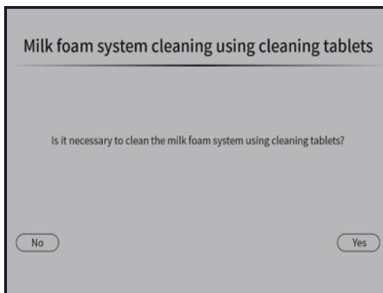 Milk foam system cleaning using cleaning tablets
Is it necessary to clean the milk foam system using cleaning tablets?
No
Yes